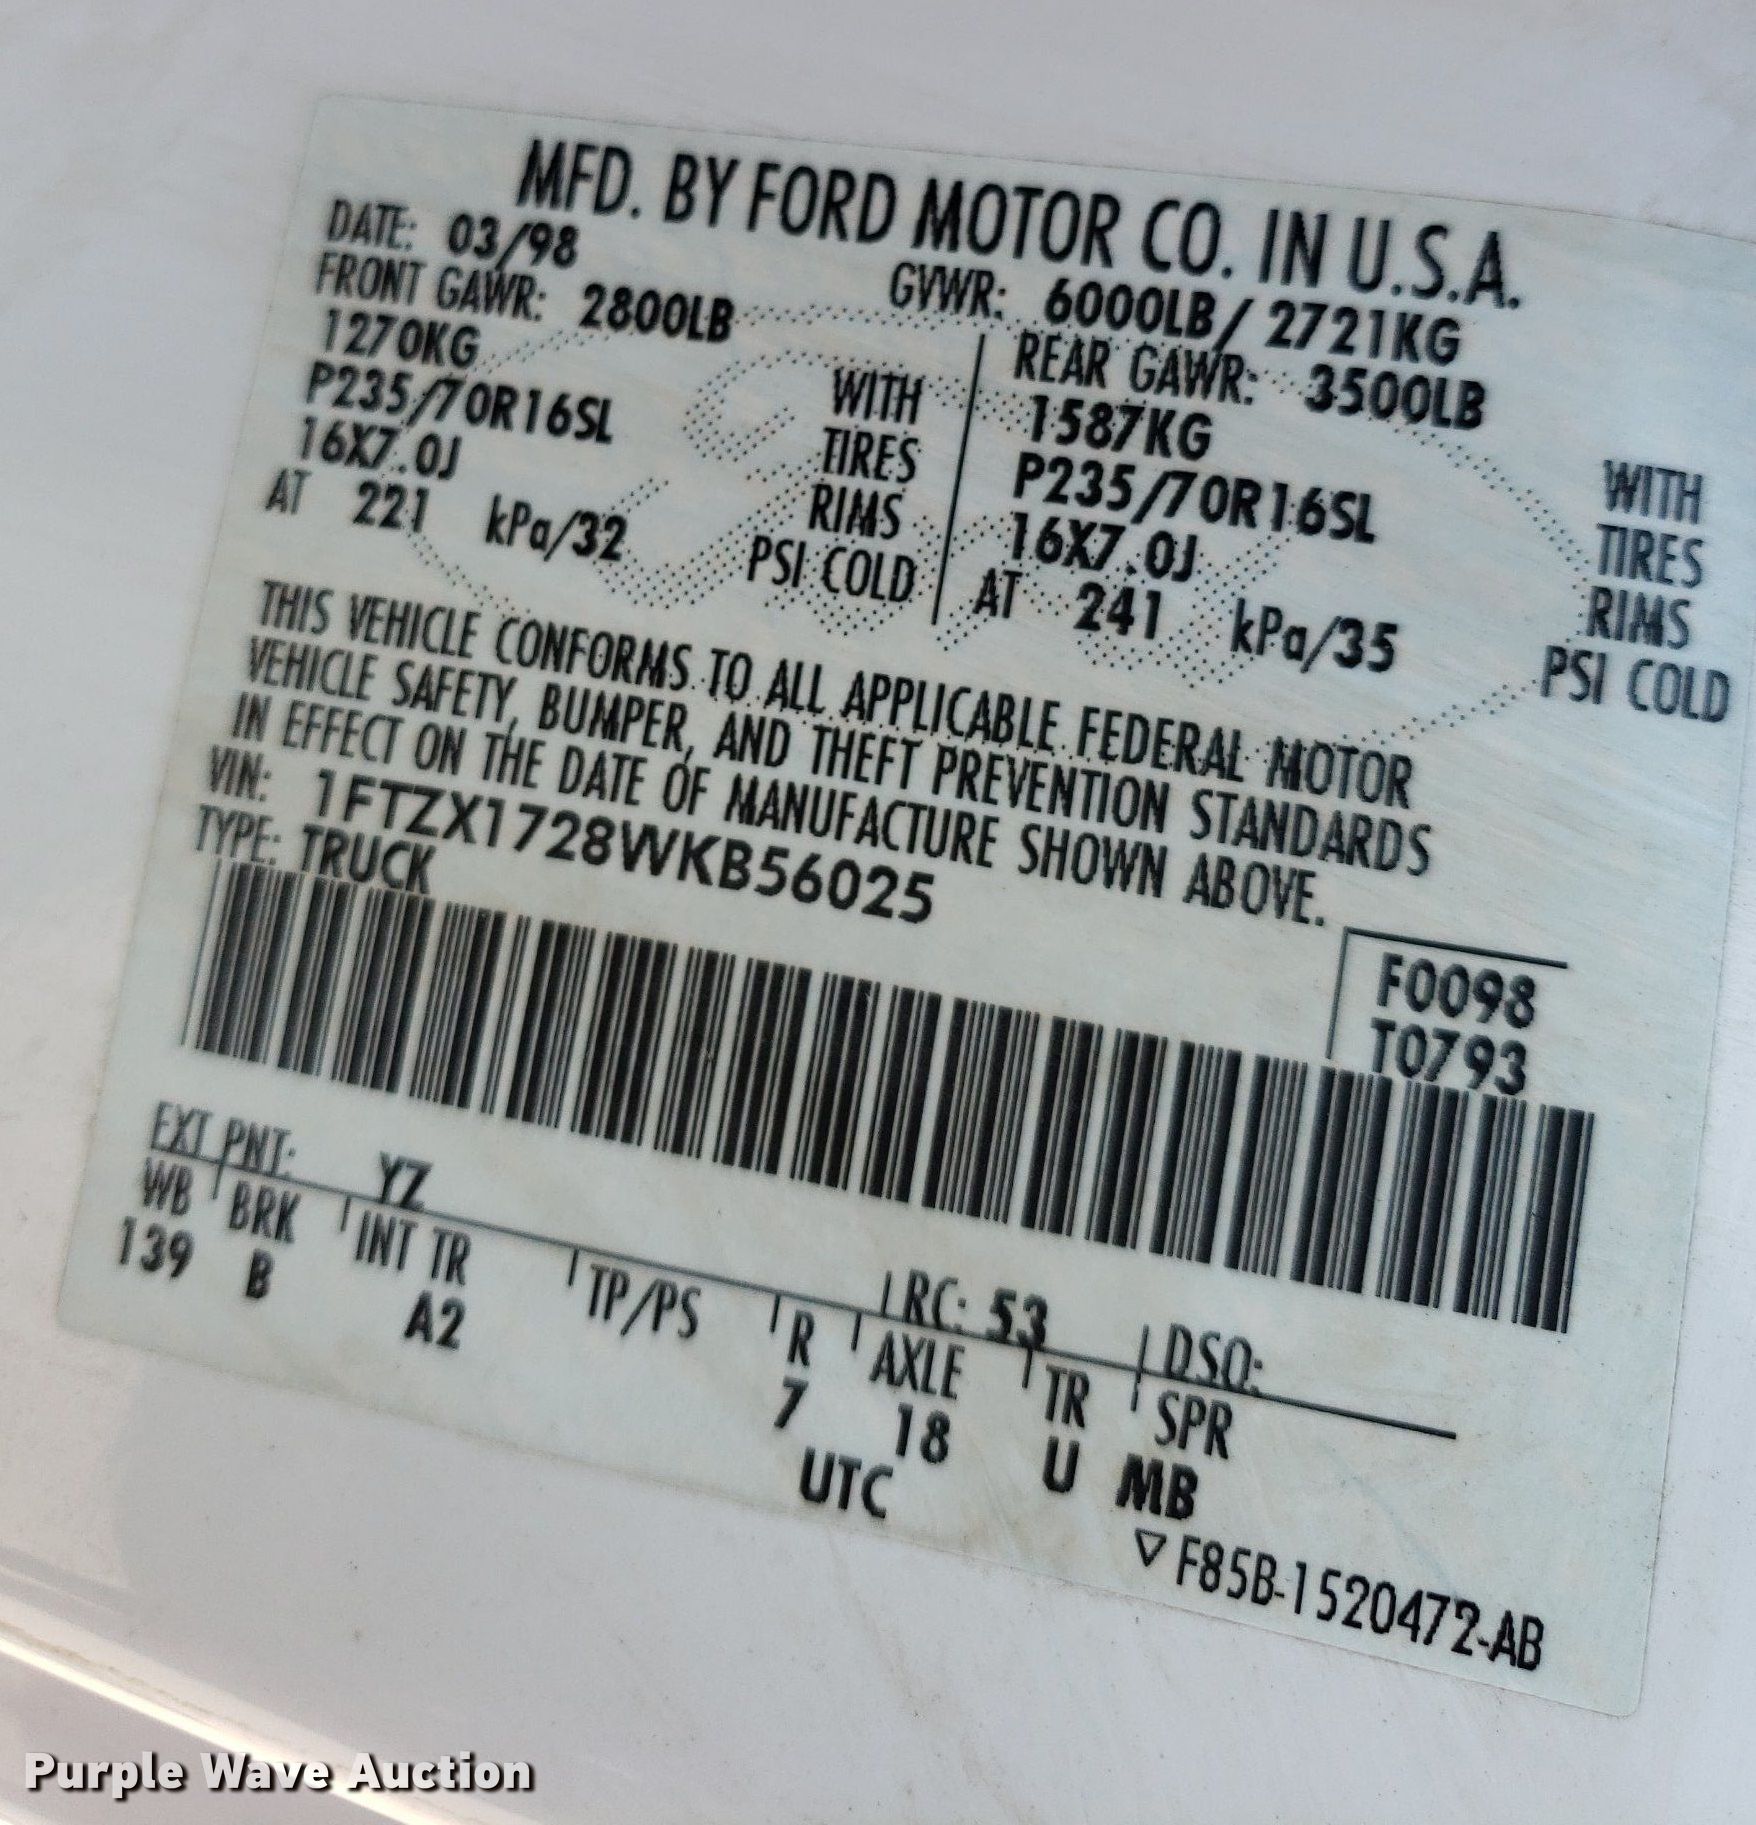 MFD. BY FORD MOTOR CO. IN U.S.A.
DATE: 03/98 GVWR: 6000LB/ 2721KG
FRONT GAWR: 2800LB REAR GAWR: 3500LB
1270KG WITH 1587KG WITH
P235/70R16SL TIRES P235/70R16SL TIRES
16X7.0J RIMS 16X7.0J RIMS
AT 221 kPa/32 PSI COLD AT 241 kPa/35 PSI COLD
THIS VEHICLE CONFORMS TO ALL APPLICABLE FEDERAL MOTOR
VEHICLE SAFETY, BUMPER, AND THEFT PREVENTION STANDARDS
IN EFFECT ON THE DATE OF MANUFACTURE SHOWN ABOVE.
VIN: 1FTZX1728WKB56025
TYPE: TRUCK
F0098
T0793
EXT PNT: YZ RC: 53 DSO:
WB BRK INT TR TP/PS R AXLE TR SPR
139 B A2 7 18 U MB
UTC
▽ F85B-1520472-AB
Purple Wave Auction